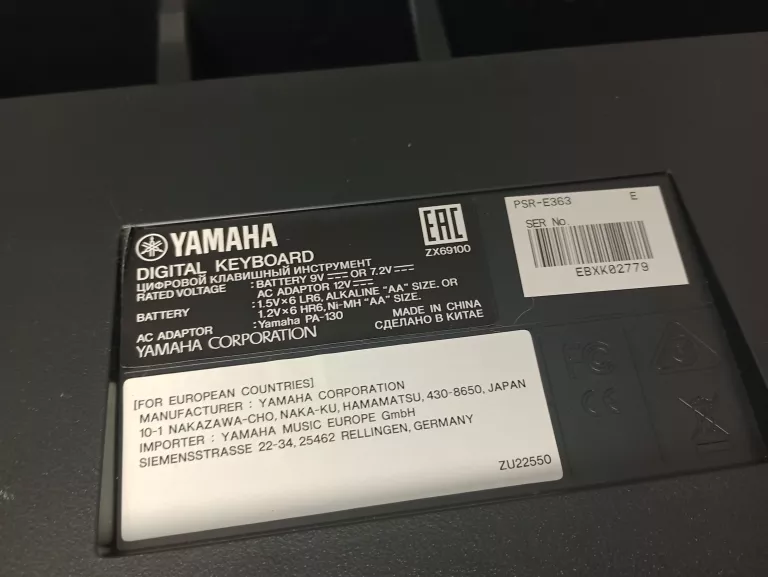 YAMAHA
DIGITAL KEYBOARD
ЦИФРОВОЙ КЛАВИШНЫЙ ИНСТРУМЕНТ
RATED VOLTAGE : BATTERY 9V ⎓ OR 7.2V ⎓
AC ADAPTOR 12V ⎓
BATTERY : 1.5V×6 LR6, ALKALINE "AA" SIZE. OR
1.2V×6 HR6, Ni-MH "AA" SIZE.
AC ADAPTOR : Yamaha PA-130
YAMAHA CORPORATION
MADE IN CHINA
СДЕЛАНО В КИТАЕ
EAC
ZX69100
PSR-E363 E
SER No.
EBXK02779
[FOR EUROPEAN COUNTRIES]
MANUFACTURER : YAMAHA CORPORATION
10-1 NAKAZAWA-CHO, NAKA-KU, HAMAMATSU, 430-8650, JAPAN
IMPORTER : YAMAHA MUSIC EUROPE GmbH
SIEMENSSTRASSE 22-34, 25462 RELLINGEN, GERMANY
ZU22550
FC
CE